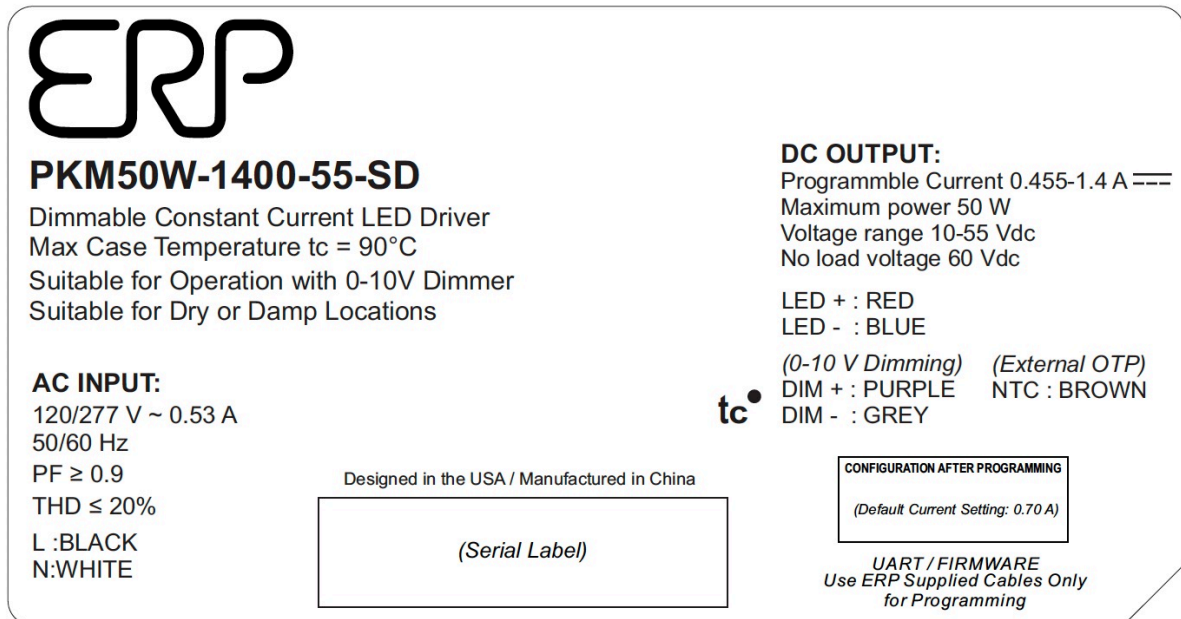 ERP
PKM50W-1400-55-SD
Dimmable Constant Current LED Driver
Max Case Temperature tc = 90°C
Suitable for Operation with 0-10V Dimmer
Suitable for Dry or Damp Locations
AC INPUT:
120/277 V ~ 0.53 A
50/60 Hz
PF ≥ 0.9
THD ≤ 20%
L :BLACK
N:WHITE
Designed in the USA / Manufactured in China
(Serial Label)
DC OUTPUT:
Programmble Current 0.455-1.4 A ⎓
Maximum power 50 W
Voltage range 10-55 Vdc
No load voltage 60 Vdc
LED + : RED
LED - : BLUE
(0-10 V Dimming) (External OTP)
DIM + : PURPLE NTC : BROWN
DIM - : GREY
tc
CONFIGURATION AFTER PROGRAMMING
(Default Current Setting: 0.70 A)
UART / FIRMWARE
Use ERP Supplied Cables Only
for Programming